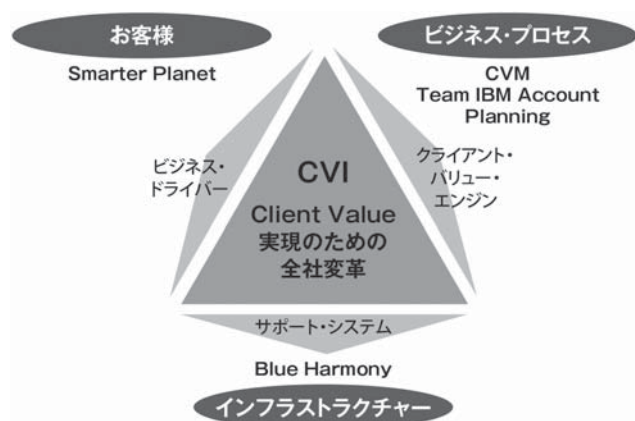 お客様
Smarter Planet
ビジネス・プロセス
CVM
Team IBM Account
Planning
ビジネス・
ドライバー
クライアント・
バリュー・
エンジン
CVI
Client Value
実現のための
全社変革
サポート・システム
Blue Harmony
インフラストラクチャー